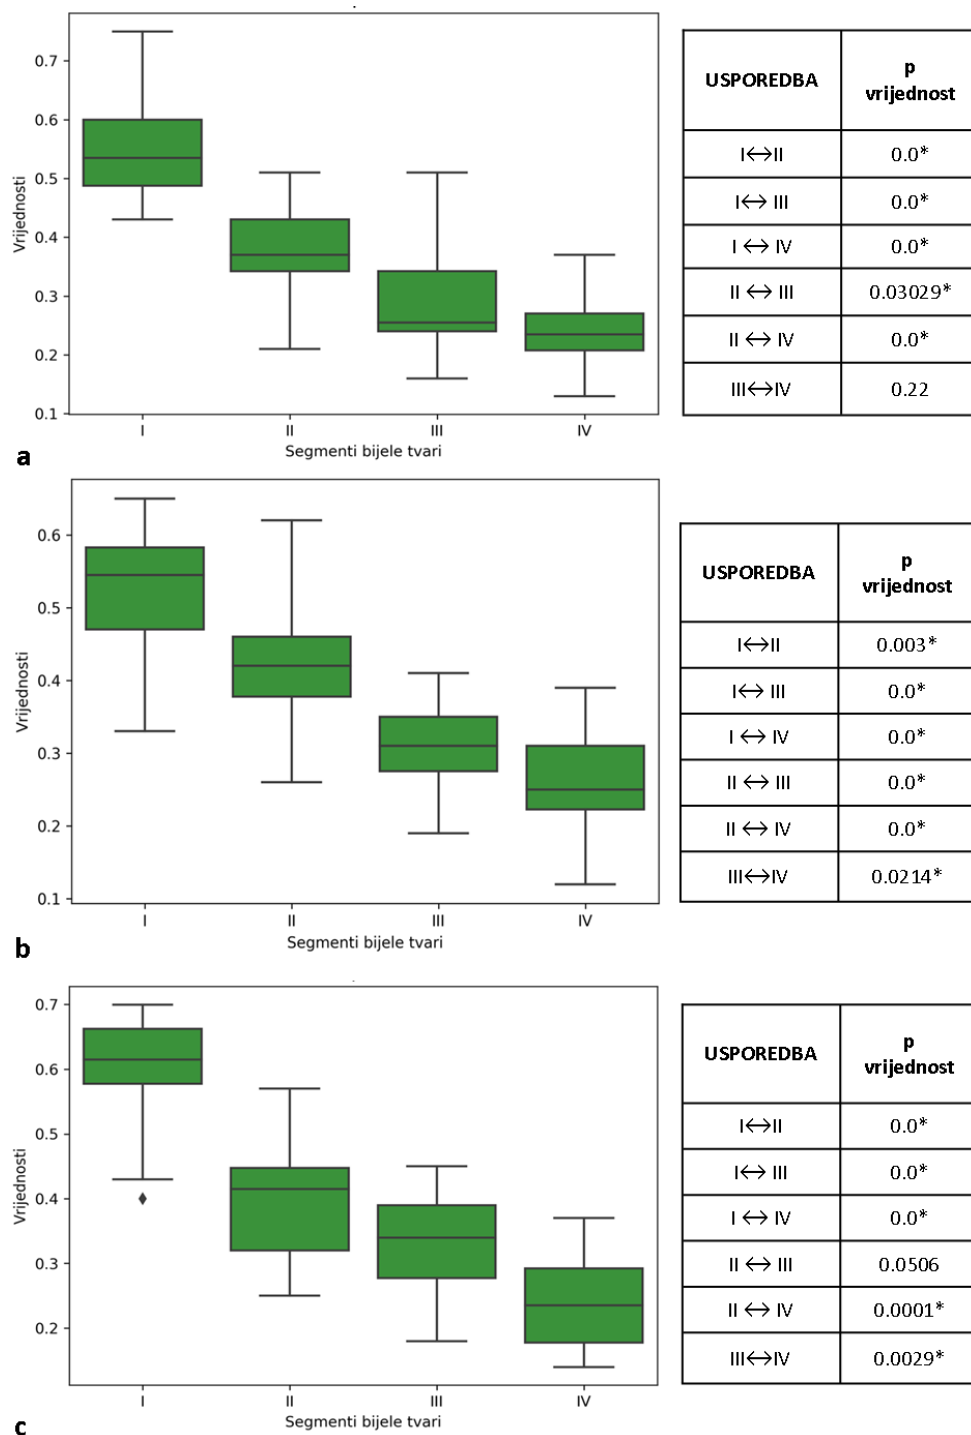 0.7
0.6
0.5
0.4
0.3
0.2
0.1
Vrijednosti
I II III IV
Segmenti bijele tvari
a
USPOREDBA p vrijednost
I↔II 0.0*
I↔ III 0.0*
I ↔ IV 0.0*
II ↔ III 0.03029*
II ↔ IV 0.0*
III↔IV 0.22
0.6
0.5
0.4
0.3
0.2
0.1
Vrijednosti
I II III IV
Segmenti bijele tvari
b
USPOREDBA p vrijednost
I↔II 0.003*
I↔ III 0.0*
I ↔ IV 0.0*
II ↔ III 0.0*
II ↔ IV 0.0*
III↔IV 0.0214*
0.7
0.6
0.5
0.4
0.3
0.2
Vrijednosti
I II III IV
Segmenti bijele tvari
c
USPOREDBA p vrijednost
I↔II 0.0*
I↔ III 0.0*
I ↔ IV 0.0*
II ↔ III 0.0506
II ↔ IV 0.0001*
III↔IV 0.0029*